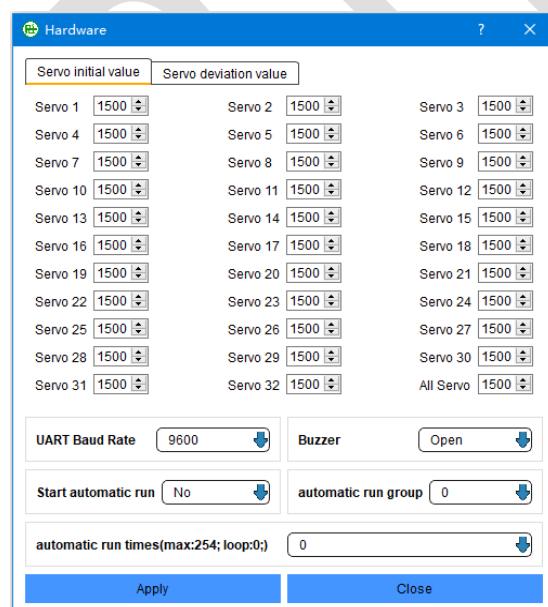 Hardware ? ×
Servo initial value Servo deviation value
Servo 1 1500 Servo 2 1500 Servo 3 1500
Servo 4 1500 Servo 5 1500 Servo 6 1500
Servo 7 1500 Servo 8 1500 Servo 9 1500
Servo 10 1500 Servo 11 1500 Servo 12 1500
Servo 13 1500 Servo 14 1500 Servo 15 1500
Servo 16 1500 Servo 17 1500 Servo 18 1500
Servo 19 1500 Servo 20 1500 Servo 21 1500
Servo 22 1500 Servo 23 1500 Servo 24 1500
Servo 25 1500 Servo 26 1500 Servo 27 1500
Servo 28 1500 Servo 29 1500 Servo 30 1500
Servo 31 1500 Servo 32 1500 All Servo 1500
UART Baud Rate 9600 Buzzer Open
Start automatic run No automatic run group 0
automatic run times(max:254; loop:0;) 0
Apply Close